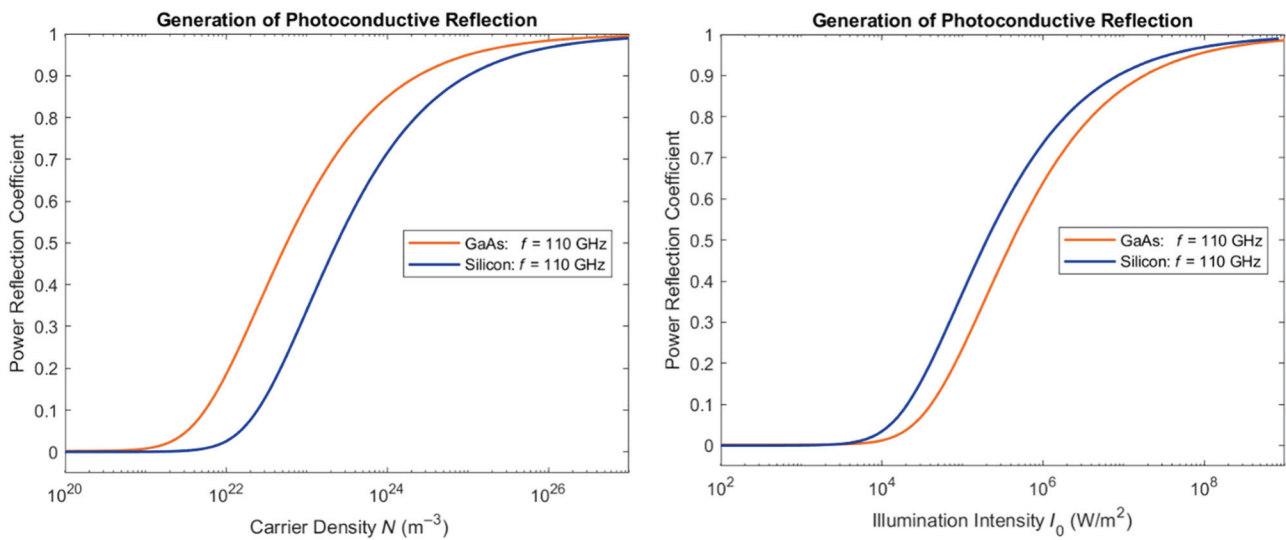 Generation of Photoconductive Reflection
Power Reflection Coefficient
1
0.9
0.8
0.7
0.6
0.5
0.4
0.3
0.2
0.1
0
GaAs: f = 110 GHz
Silicon: f = 110 GHz
10^20 10^22 10^24 10^26
Carrier Density N (m^−3)
Generation of Photoconductive Reflection
Power Reflection Coefficient
1
0.9
0.8
0.7
0.6
0.5
0.4
0.3
0.2
0.1
0
GaAs: f = 110 GHz
Silicon: f = 110 GHz
10^2 10^4 10^6 10^8
Illumination Intensity I_0 (W/m^2)